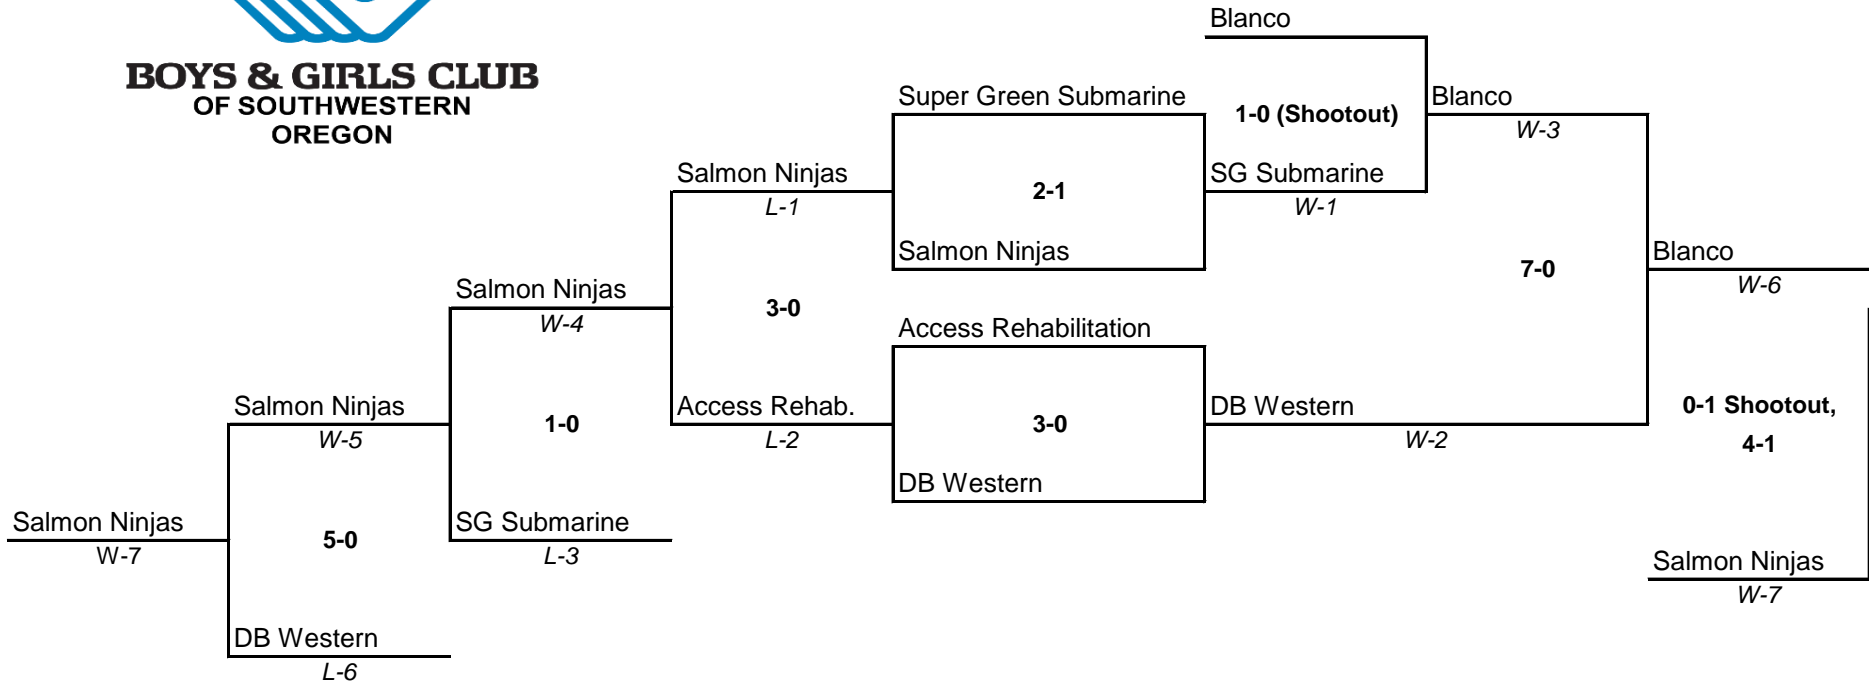 Blanco
BOYS & GIRLS CLUB
OF SOUTHWESTERN
OREGON
Super Green Submarine
1-0 (Shootout)
Blanco
W-3
Salmon Ninjas
L-1
2-1
SG Submarine
W-1
Salmon Ninjas
7-0
Blanco
W-6
Salmon Ninjas
W-4
3-0
Access Rehabilitation
Salmon Ninjas
W-5
1-0
Access Rehab.
L-2
3-0
DB Western
W-2
0-1 Shootout,
4-1
DB Western
Salmon Ninjas
W-7
5-0
SG Submarine
L-3
Salmon Ninjas
W-7
DB Western
L-6